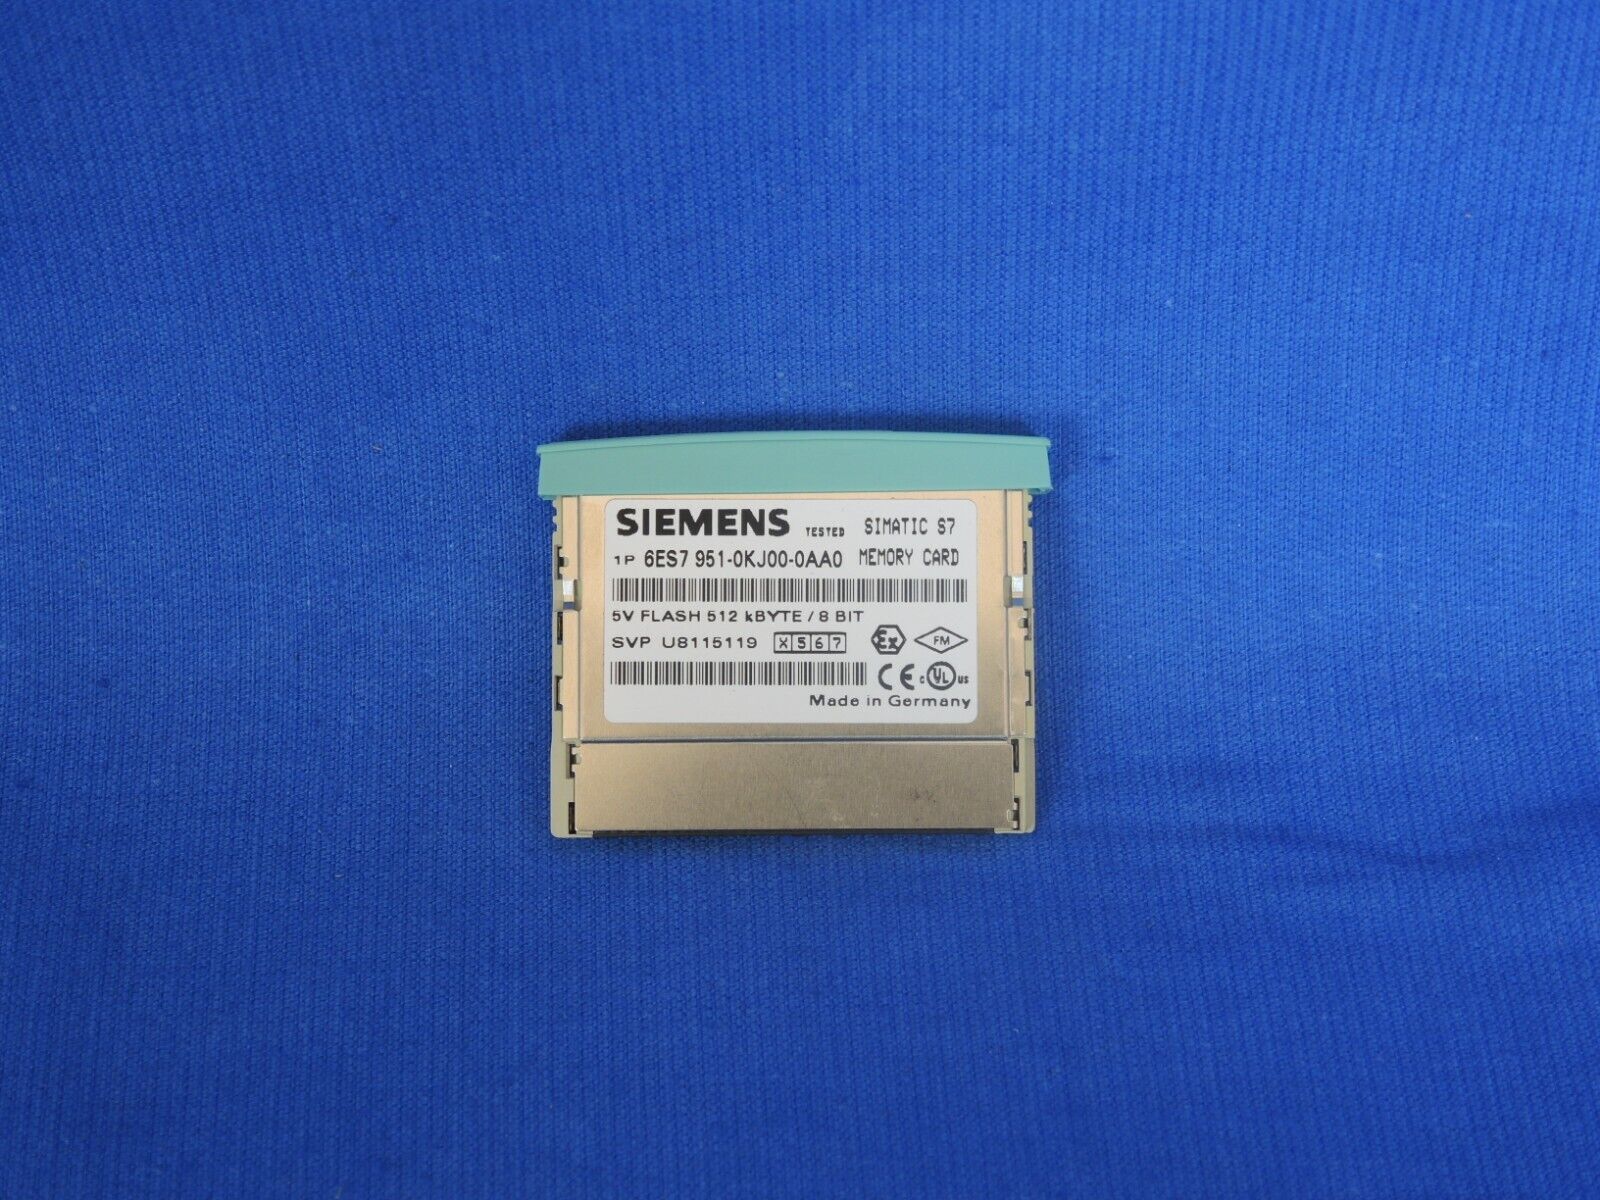 SIEMENS TESTED SIMATIC S7
1P 6ES7 951-0KJ00-0AA0 MEMORY CARD
5V FLASH 512 kBYTE / 8 BIT
SVP U8115119 X 5 6 7 Ex FM
CE c UL us
Made in Germany